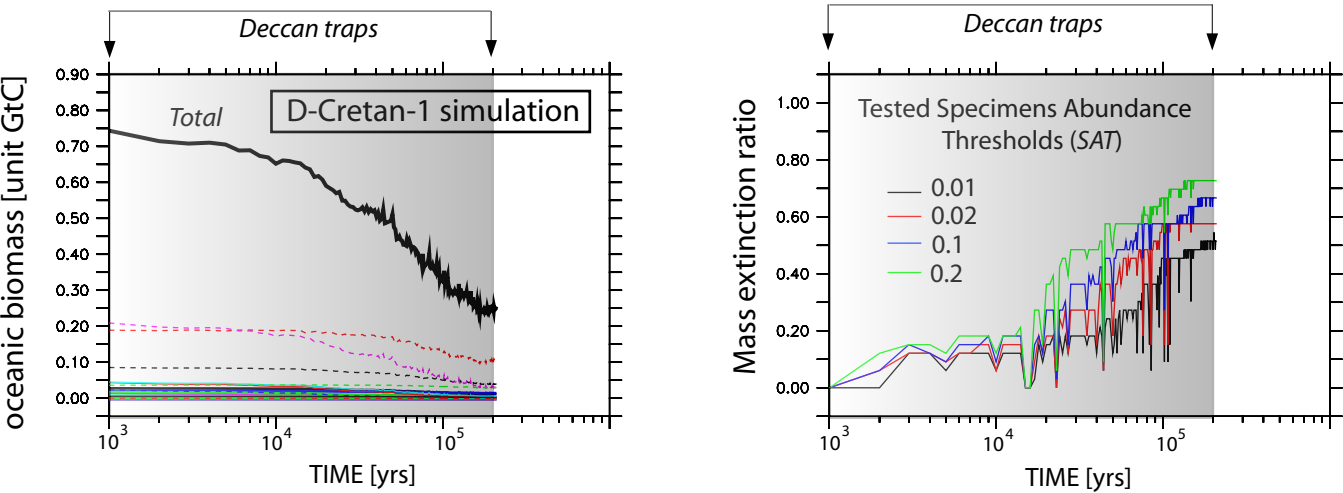 Deccan traps
oceanic biomass [unit GtC]
0.90
0.80
0.70
0.60
0.50
0.40
0.30
0.20
0.10
0.00
Total
D-Cretan-1 simulation
10³ 10⁴ 10⁵
TIME [yrs]
Deccan traps
Mass extinction ratio
1.00
0.80
0.60
0.40
0.20
0.00
Tested Specimens Abundance
Thresholds (SAT)
0.01
0.02
0.1
0.2
10³ 10⁴ 10⁵
TIME [yrs]